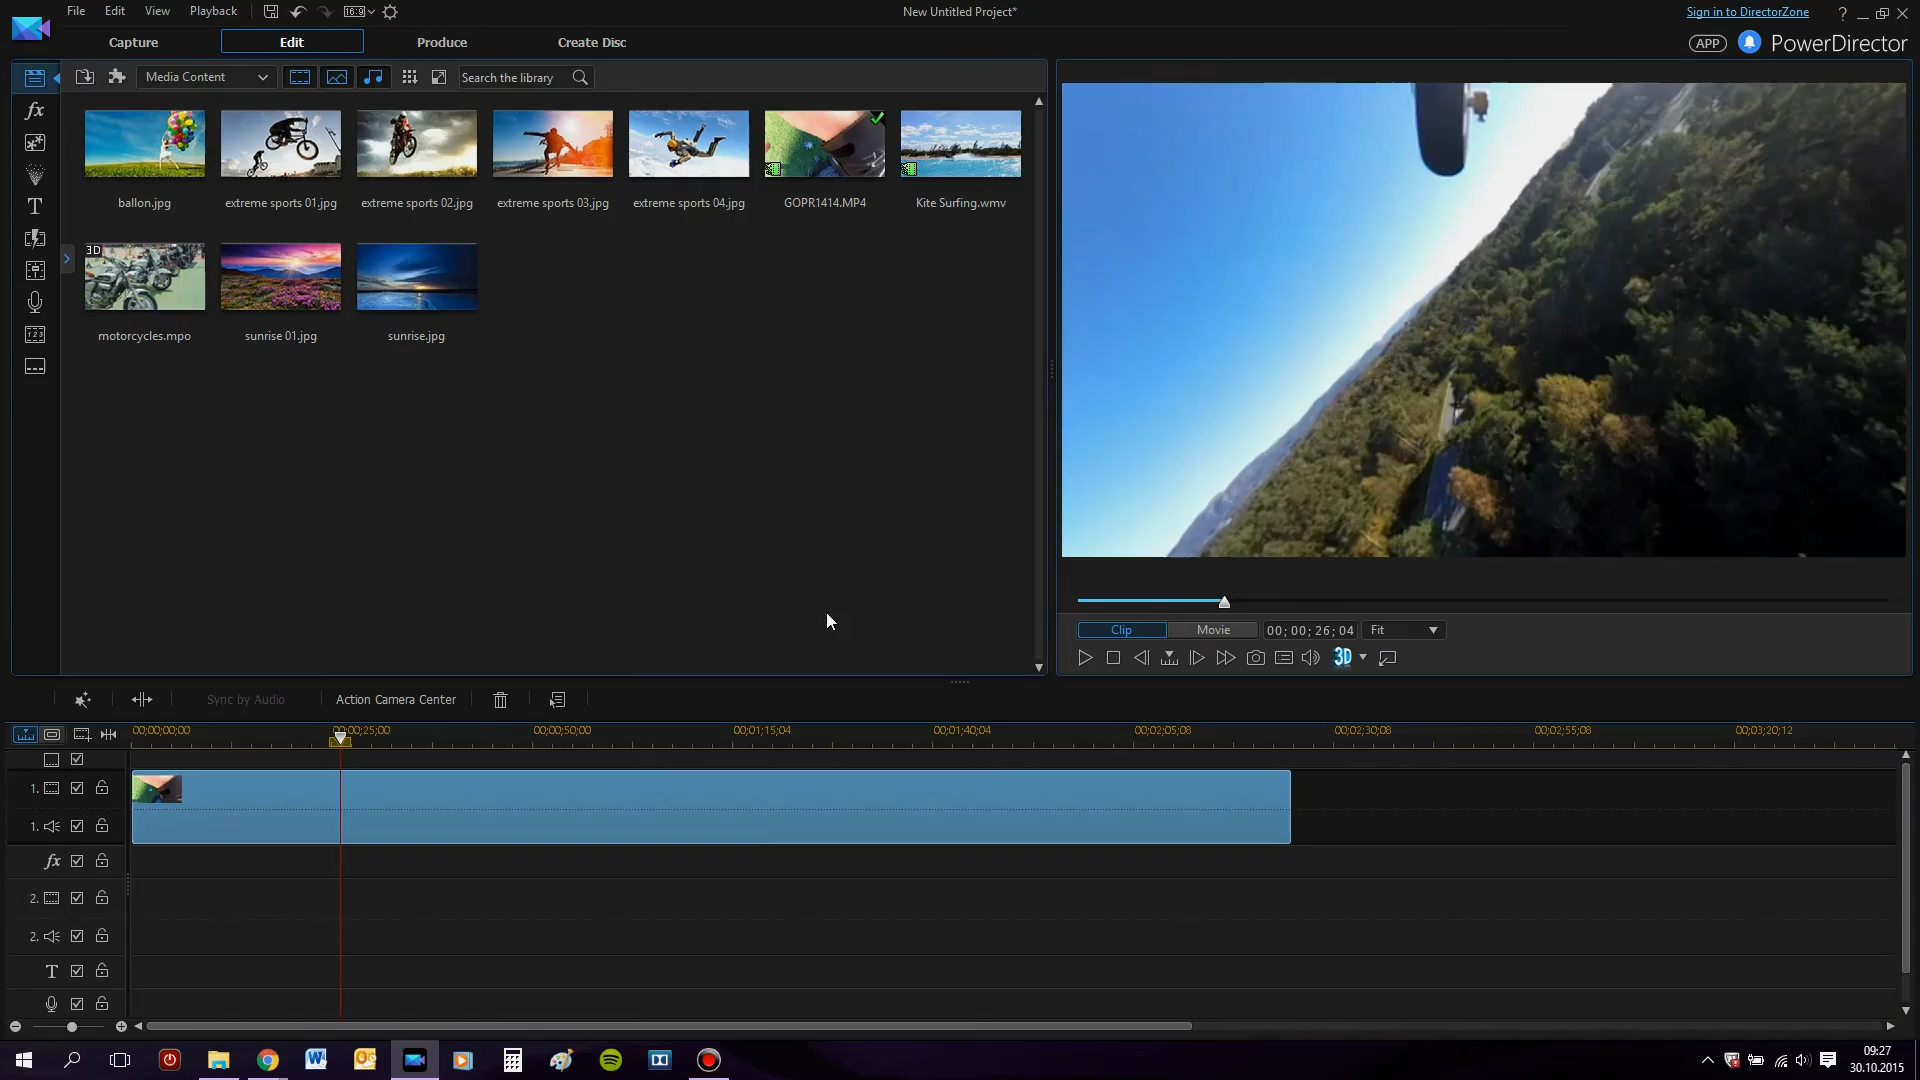 File Edit View Playback 16:9 New Untitled Project* Sign in to DirectorZone ?
Capture Edit Produce Create Disc APP PowerDirector
Media Content Search the library
fx
T
ballon.jpg extreme sports 01.jpg extreme sports 02.jpg extreme sports 03.jpg extreme sports 04.jpg GOPR1414.MP4 Kite Surfing.wmv
3D
motorcycles.mpo sunrise 01.jpg sunrise.jpg
Clip Movie 00; 00; 26; 04 Fit
3D
Sync by Audio Action Camera Center
00;00;00;00 00;00;25;00 00;00;50;00 00;01;15;04 00;01;40;04 00;02;05;08 00;02;30;08 00;02;55;08 00;03;20;12
1.
1.
fx
2.
2.
T
09:27
30.10.2015